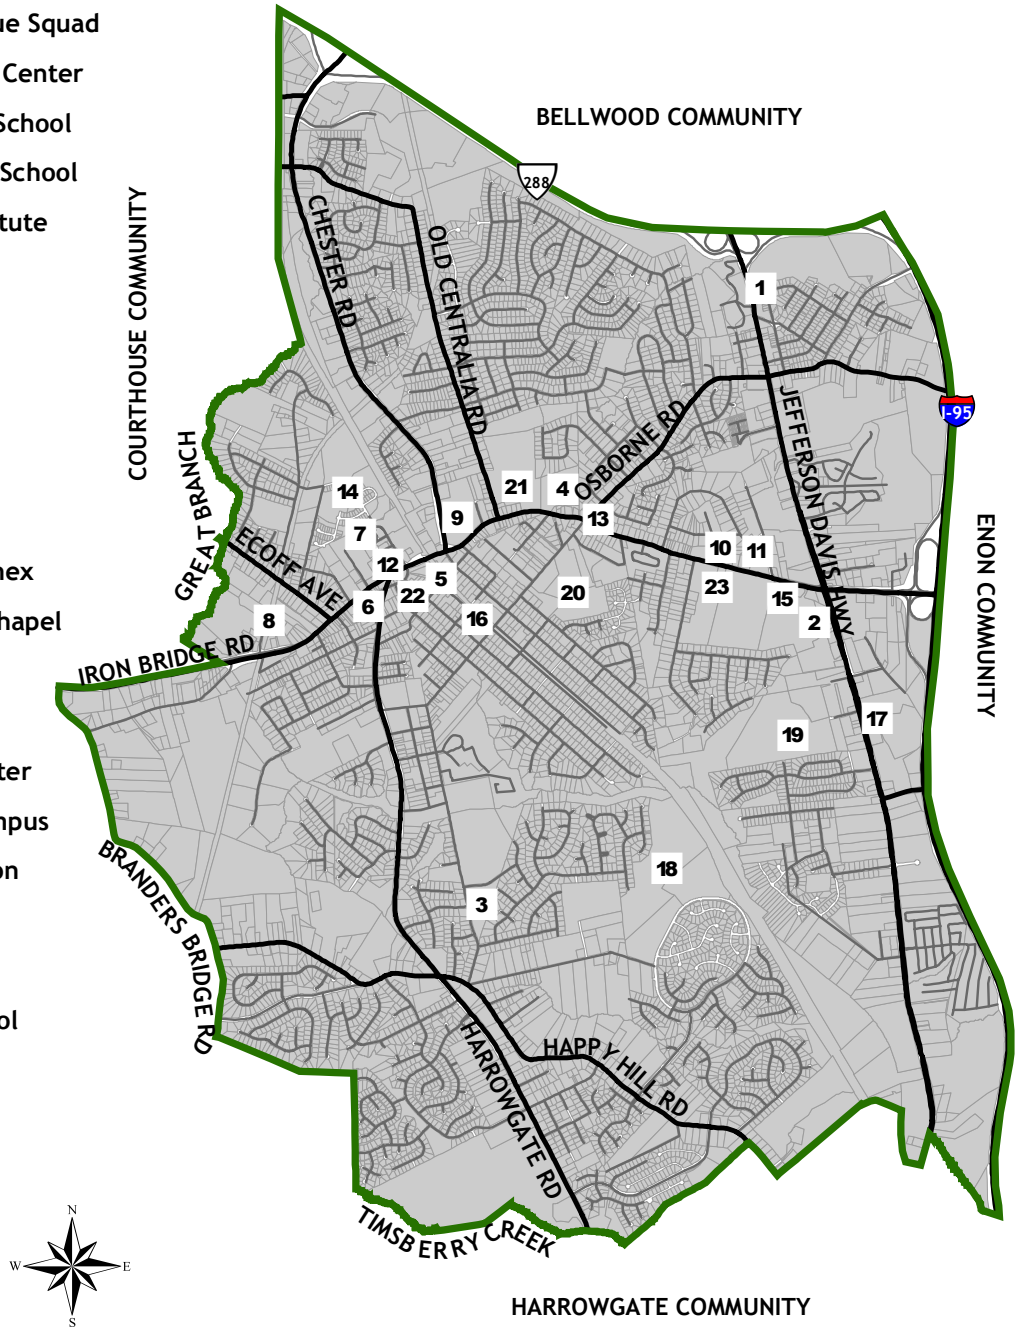 ue Squad
Center
School
School
tute
nex
hapel
ter
mpus
on
ol
BELLWOOD COMMUNITY
288
COURTHOUSE COMMUNITY
CHESTER RD
OLD CENTRALIA RD
1
I-95
JEFFERSON DAVIS HWY
OSBORNE RD
GREAT BRANCH
14
21
4
9
13
7
ECOFF AVE
12
10
11
5
23
20
22
15
6
16
8
2
ENON COMMUNITY
IRON BRIDGE RD
17
19
18
3
BRANDERS BRIDGE RD
HAPPY HILL RD
HARROWGATE RD
TIMSBERRY CREEK
N
W
E
S
HARROWGATE COMMUNITY